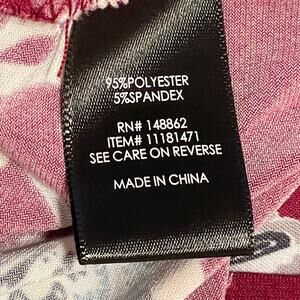 95%POLYESTER
5%SPANDEX
RN# 148862
ITEM# 11181471
SEE CARE ON REVERSE
MADE IN CHINA